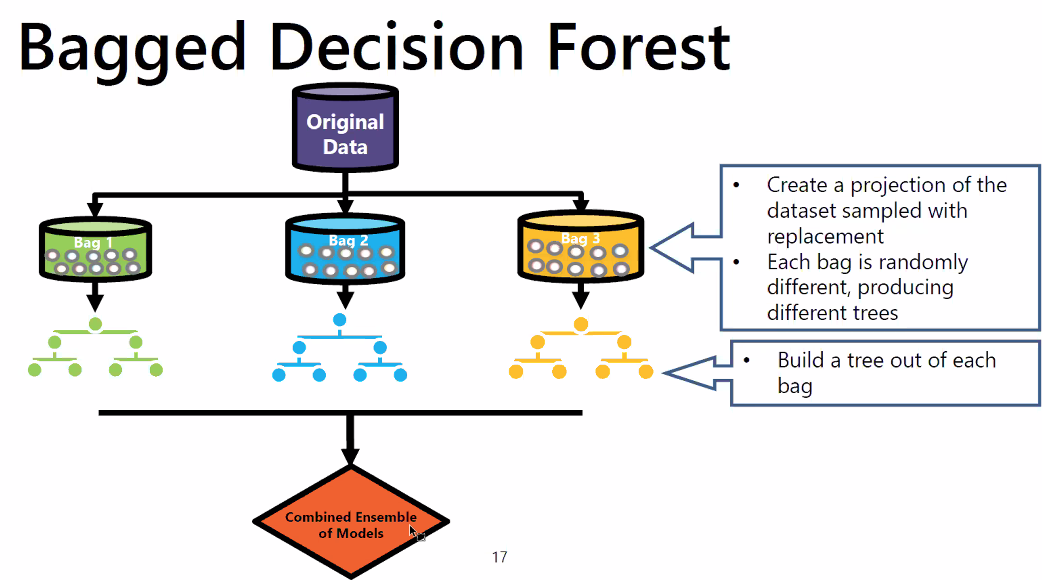 Bagged Decision Forest
Original
Data
Bag 1
Bag 2
Bag 3
• Create a projection of the
dataset sampled with
replacement
• Each bag is randomly
different, producing
different trees
• Build a tree out of each
bag
Combined Ensemble
of Models
17